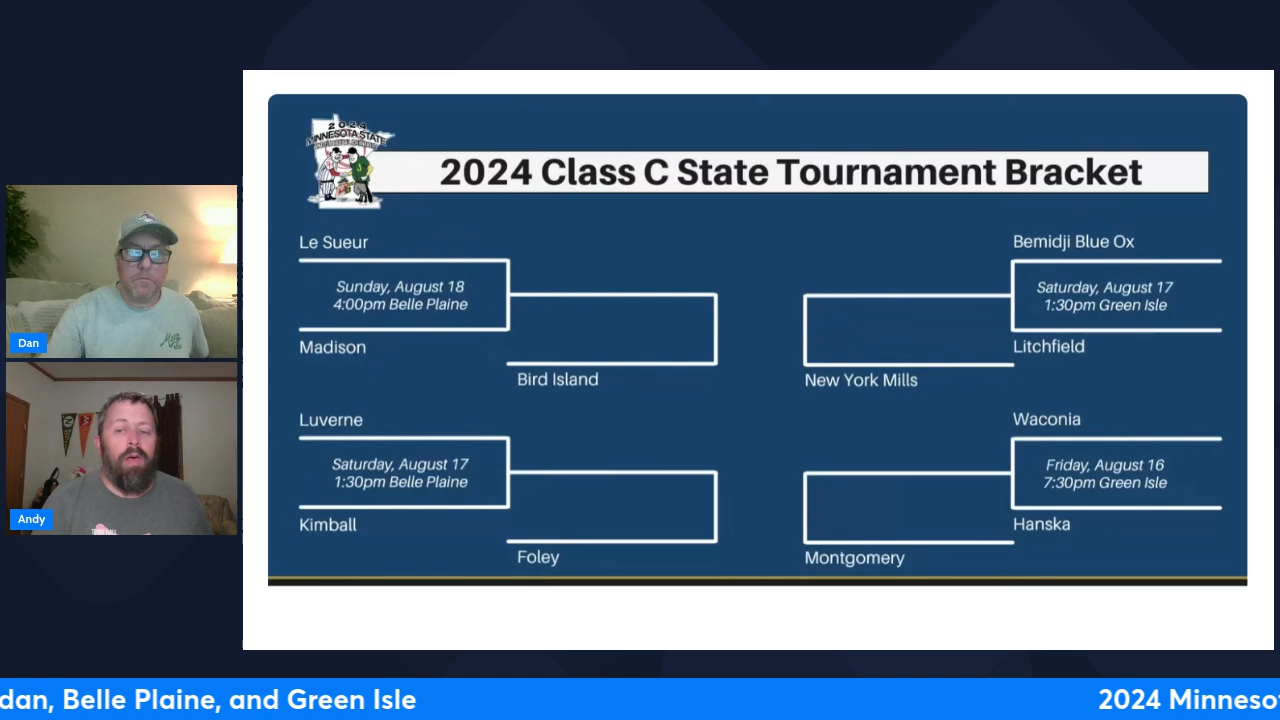 2024
MINNESOTA STATE
2024 Class C State Tournament Bracket
Le Sueur
Sunday, August 18
4:00pm Belle Plaine
Madison
Bird Island
Luverne
Saturday, August 17
1:30pm Belle Plaine
Kimball
Foley
Bemidji Blue Ox
Saturday, August 17
1:30pm Green Isle
Litchfield
New York Mills
Waconia
Friday, August 16
7:30pm Green Isle
Hanska
Montgomery
Dan
Andy
dan, Belle Plaine, and Green Isle
2024 Minneso